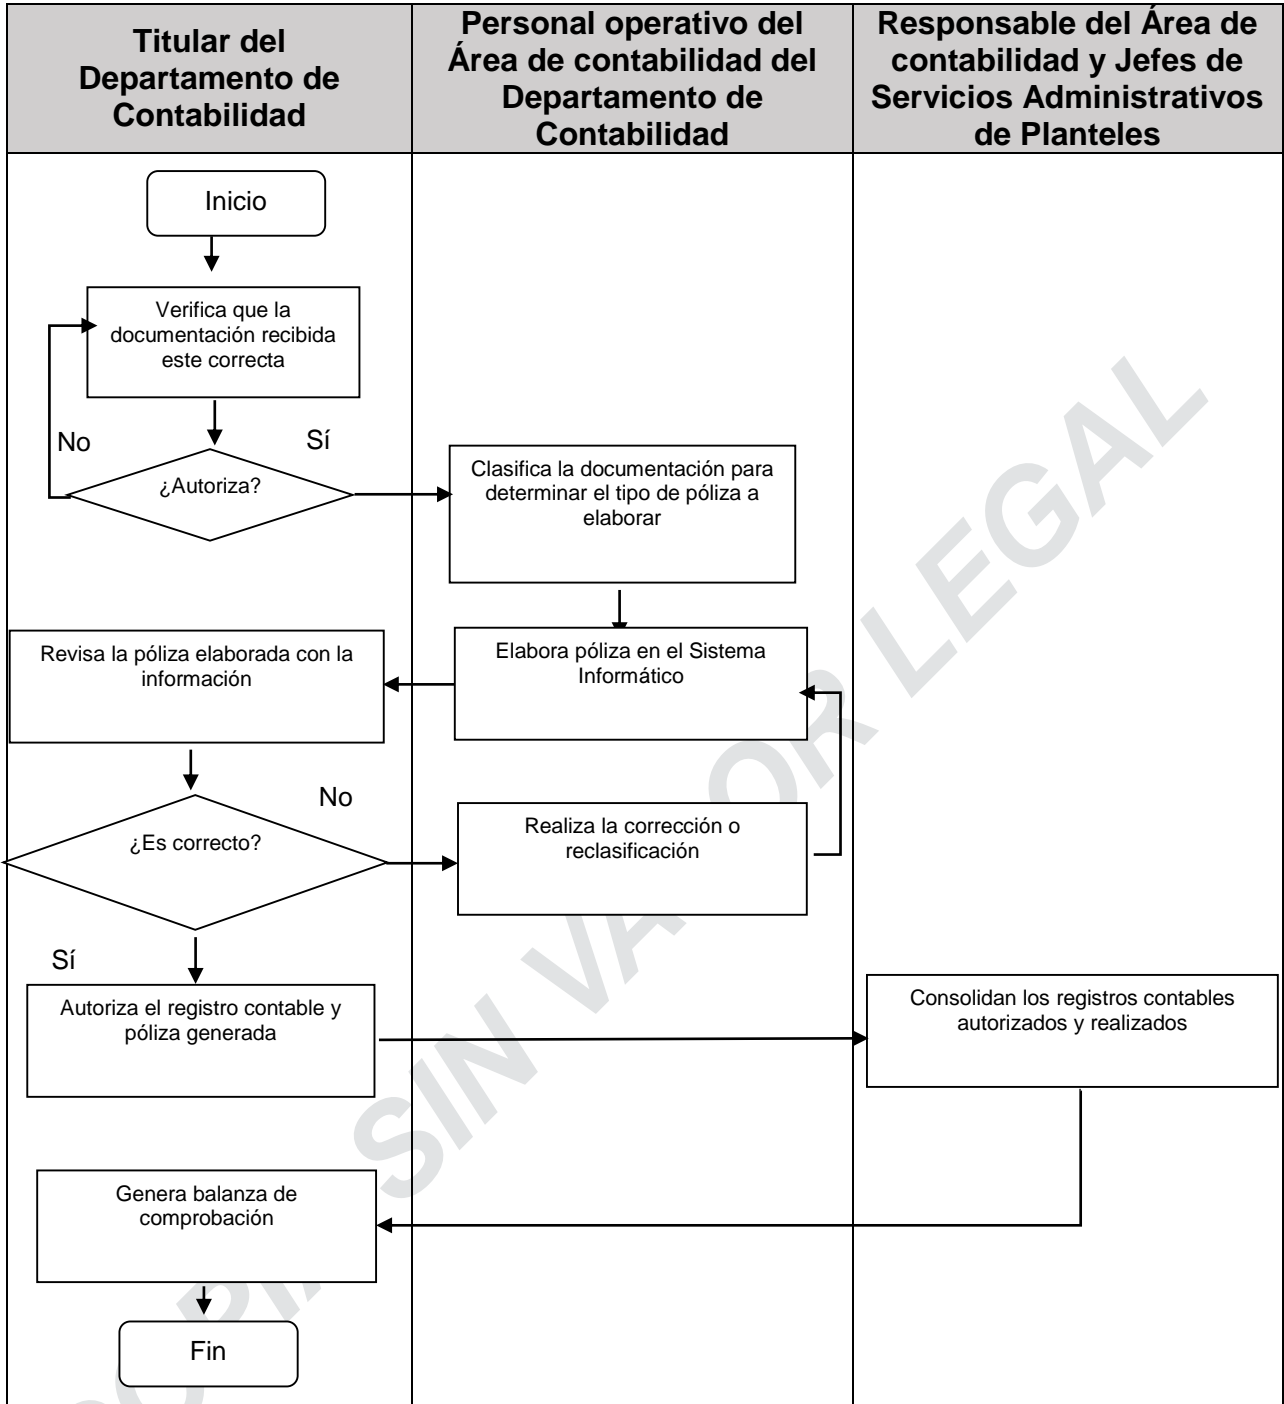 Titular del
Departamento de
Contabilidad
Personal operativo del
Área de contabilidad del
Departamento de
Contabilidad
Responsable del Área de
contabilidad y Jefes de
Servicios Administrativos
de Planteles
Inicio
Verifica que la
documentación recibida
este correcta
No
Sí
¿Autoriza?
Clasifica la documentación para
determinar el tipo de póliza a
elaborar
Elabora póliza en el Sistema
Informático
Revisa la póliza elaborada con la
información
No
¿Es correcto?
Realiza la corrección o
reclasificación
Sí
Autoriza el registro contable y
póliza generada
Consolidan los registros contables
autorizados y realizados
Genera balanza de
comprobación
Fin
COPIA SIN VALOR LEGAL